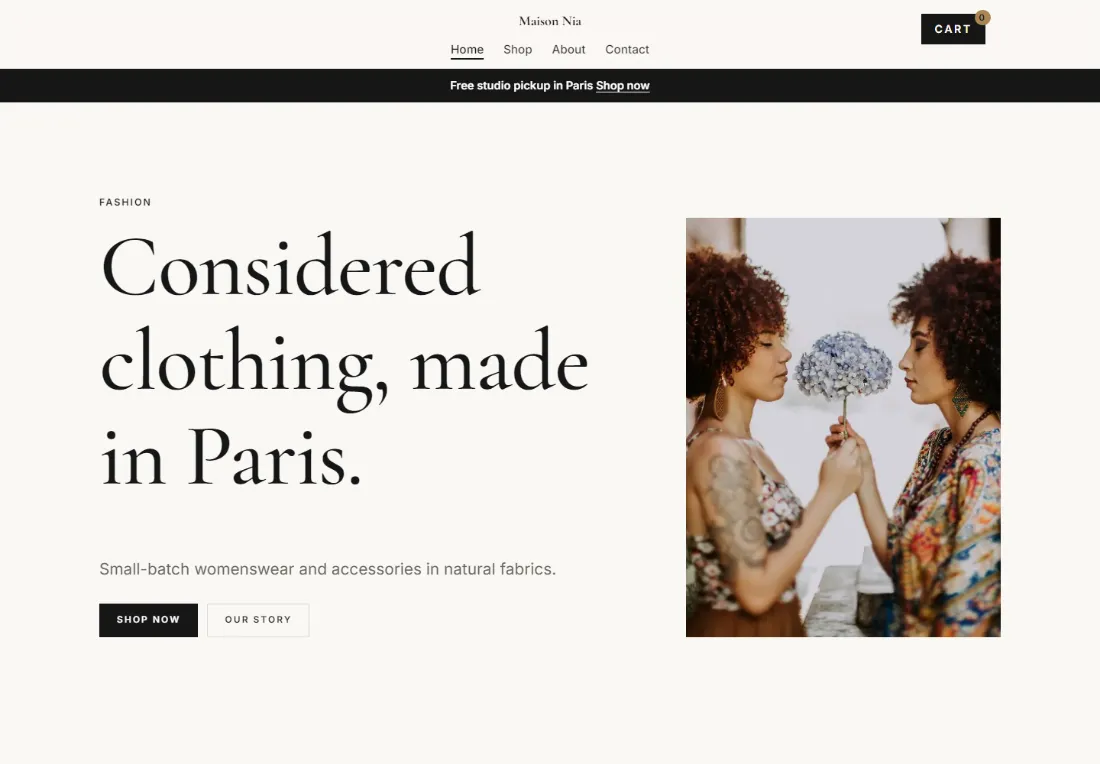 Maison Nia
Home Shop About Contact
CART 0
Free studio pickup in Paris Shop now
FASHION
Considered
clothing, made
in Paris.
Small-batch womenswear and accessories in natural fabrics.
SHOP NOW OUR STORY